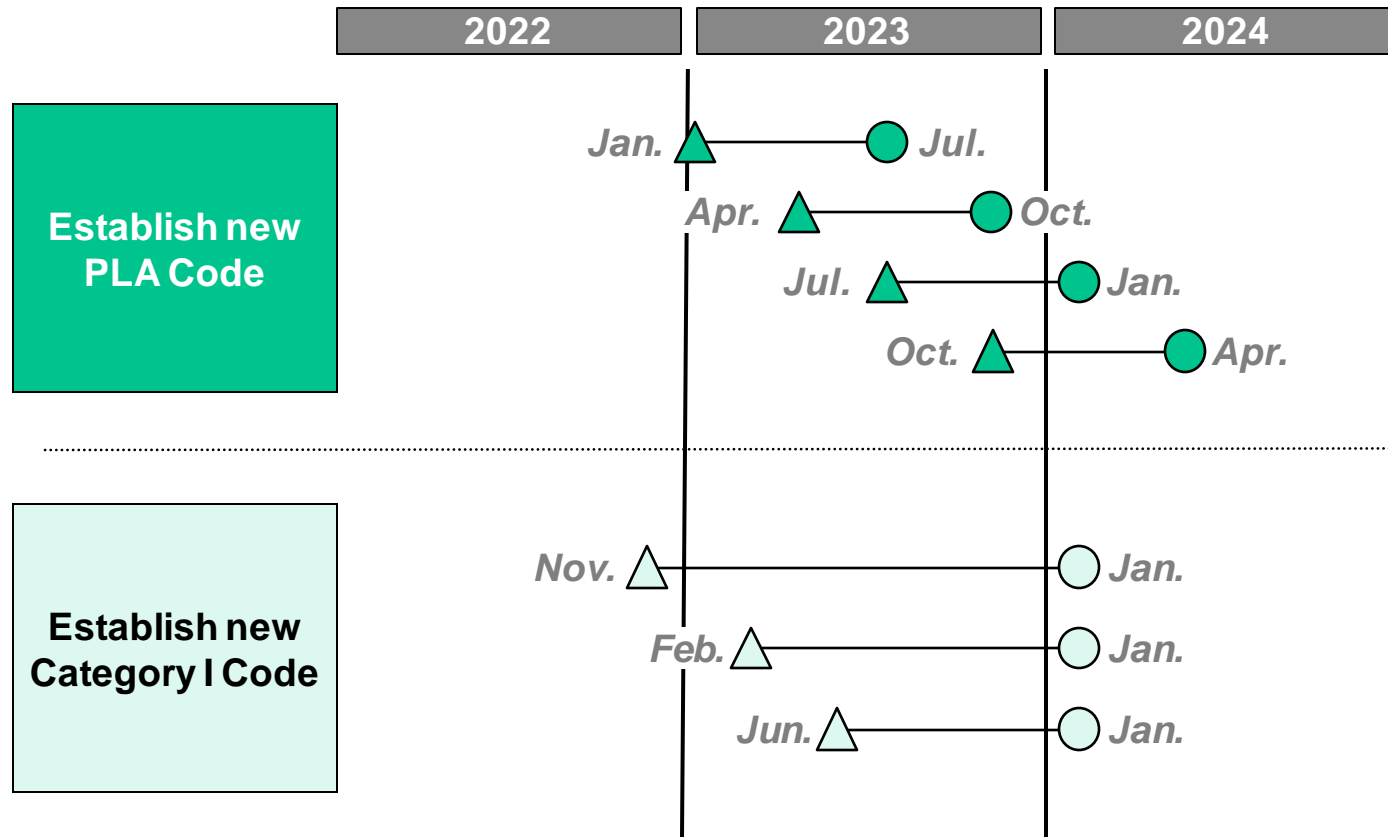 2022 2023 2024
Jan. Jul.
Apr. Oct.
Establish new
PLA Code
Jul. Jan.
Oct. Apr.
Nov. Jan.
Establish new
Category I Code
Feb. Jan.
Jun. Jan.